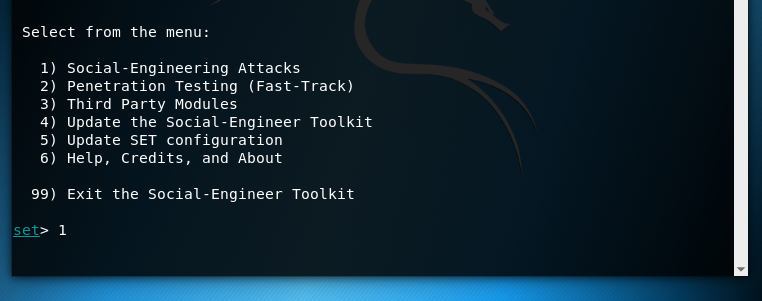 Select from the menu:
1) Social-Engineering Attacks
2) Penetration Testing (Fast-Track)
3) Third Party Modules
4) Update the Social-Engineer Toolkit
5) Update SET configuration
6) Help, Credits, and About
99) Exit the Social-Engineer Toolkit
set> 1